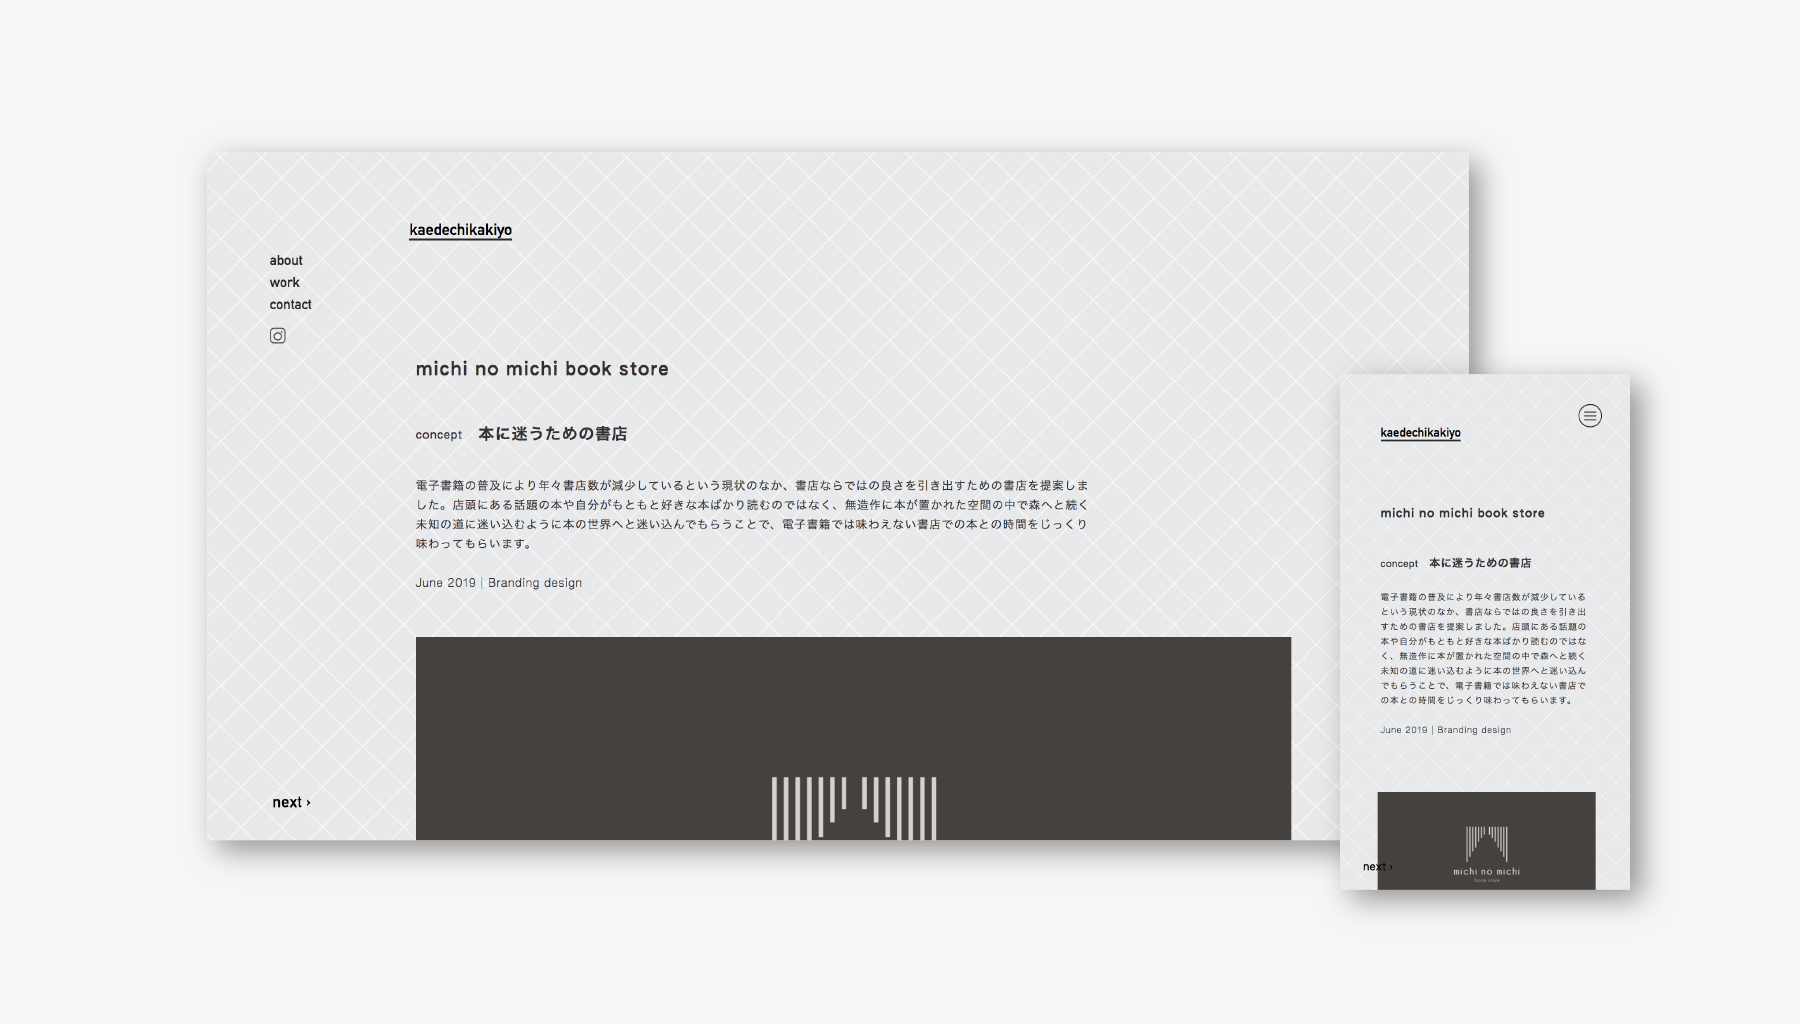 kaedechikakiyo
about
work
contact
michi no michi book store
concept 本に迷うための書店
電子書籍の普及により年々書店数が減少しているという現状のなか、書店ならではの良さを引き出すための書店を提案しま
した。店頭にある話題の本や自分がもともと好きな本ばかり読むのではなく、無造作に本が置かれた空間の中で森へと続く
未知の道に迷い込むように本の世界へと迷い込んでもらうことで、電子書籍では味わえない書店での本との時間をじっくり
味わってもらいます。
June 2019 | Branding design
next ›
kaedechikakiyo
michi no michi book store
concept 本に迷うための書店
電子書籍の普及により年々書店数が減少している
という現状のなか、書店ならではの良さを引き出
すための書店を提案しました。店頭にある話題の
本や自分がもともと好きな本ばかり読むのではな
く、無造作に本が置かれた空間の中で森へと続く
未知の道に迷い込むように本の世界へと迷い込ん
でもらうことで、電子書籍では味わえない書店で
の本との時間をじっくり味わってもらいます。
June 2019 | Branding design
next ›
michi no michi
book store